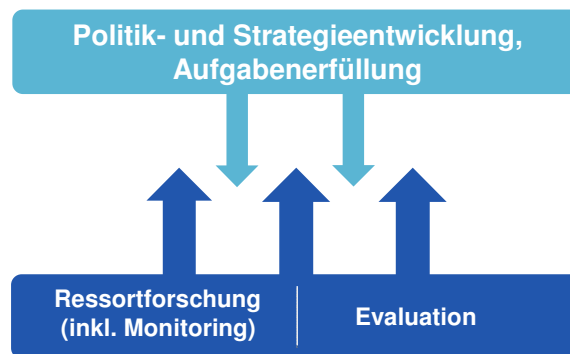 Politik- und Strategieentwicklung,
Aufgabenerfüllung
Ressortforschung
(inkl. Monitoring)
Evaluation